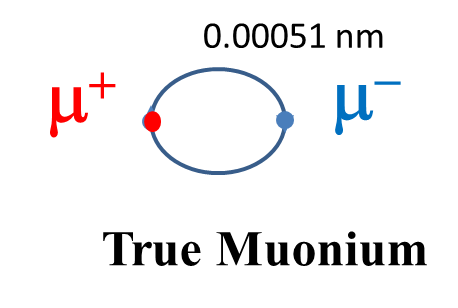 0.00051 nm
μ⁺ μ⁻
True Muonium